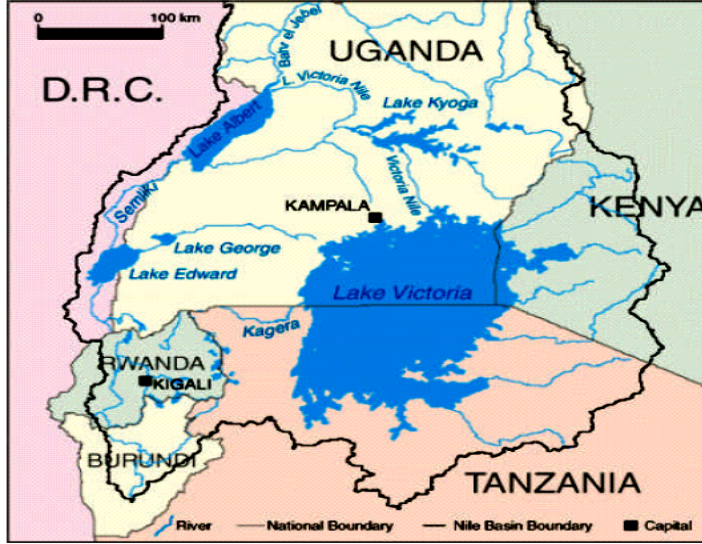 0
100 km
UGANDA
D.R.C.
Bahr el Jebel
L. Victoria Nile
Lake Kyoga
Lake Albert
Semliki
Victoria Nile
KAMPALA
KENYA
Lake George
Lake Edward
Lake Victoria
Kagera
RWANDA
KIGALI
BURUNDI
TANZANIA
River
National Boundary
Nile Basin Boundary
Capital